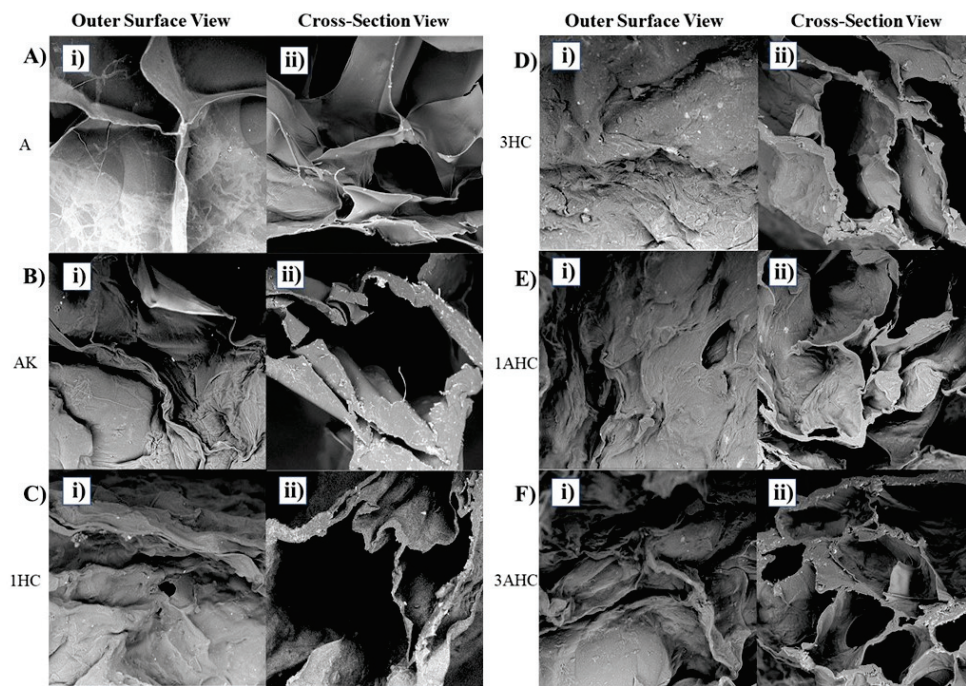 Outer Surface View Cross-Section View
A) i) ii)
A
B) i) ii)
AK
C) i) ii)
1HC
Outer Surface View Cross-Section View
D) i) ii)
3HC
E) i) ii)
1AHC
F) i) ii)
3AHC